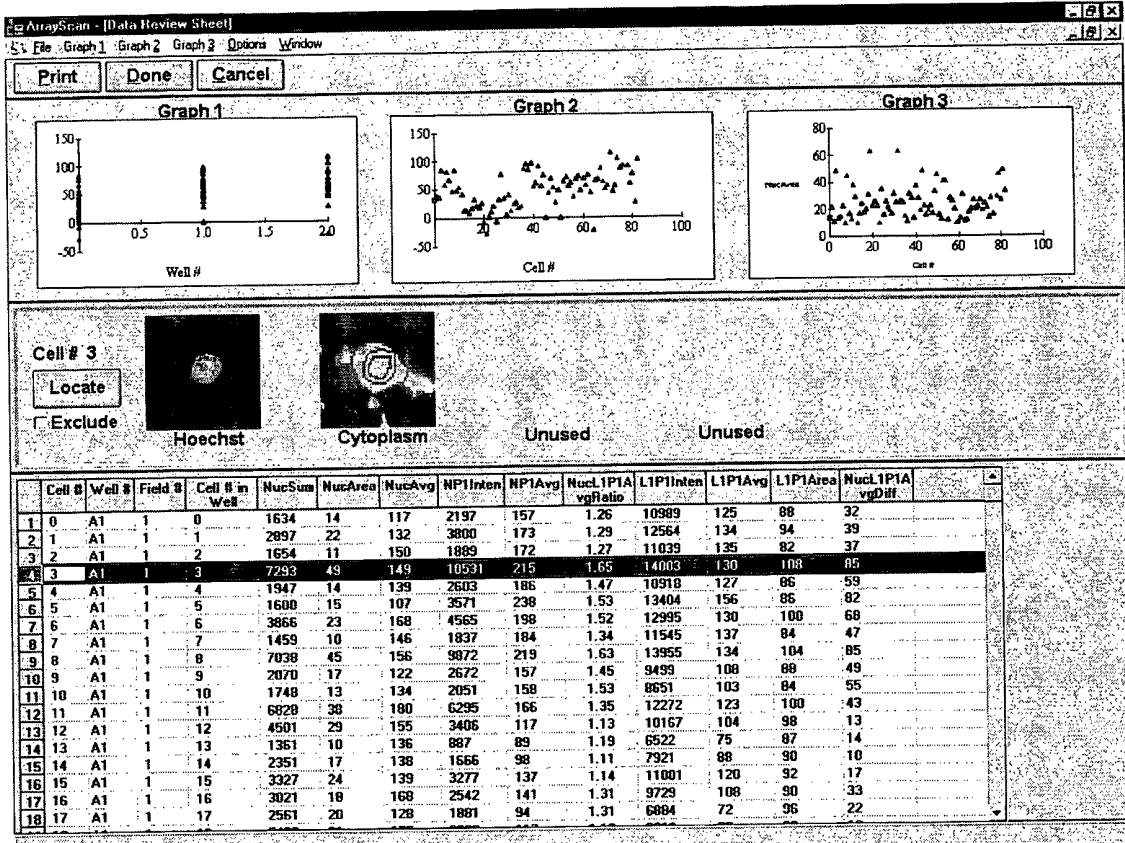 ArrayScan - [Data Review Sheet]
File Graph 1 Graph 2 Graph 3 Options Window
Print Done Cancel
Graph 1 Graph 2 Graph 3
150
100
50
0
-50
0.5 1.0 1.5 2.0
Well #
150
100
50
0
-50
20 40 60 80 100
Cell #
80
60
40
20
0
NucArea
0 20 40 60 80 100
Cell #
Cell # 3
Locate
Exclude
Hoechst Cytoplasm Unused Unused
Cell # Well # Field # Cell # in Well NucSum NucArea NucAvg NP1Inten NP1Avg NucL1P1AvgRatio L1P1Inten L1P1Avg L1P1Area NucL1P1AvgDiff
1 0 A1 1 0 1634 14 117 2197 157 1.26 10989 125 88 32
2 1 A1 1 1 2897 22 132 3800 173 1.29 12564 134 94 39
3 2 A1 1 2 1654 11 150 1889 172 1.27 11039 135 82 37
4 3 A1 1 3 7293 49 149 10531 215 1.65 14003 130 108 85
5 4 A1 1 4 1947 14 139 2603 186 1.47 10918 127 86 59
6 5 A1 1 5 1600 15 107 3571 238 1.53 13404 156 86 82
7 6 A1 1 6 3866 23 168 4565 198 1.52 12995 130 100 68
8 7 A1 1 7 1459 10 146 1837 184 1.34 11545 137 84 47
9 8 A1 1 8 7038 45 156 9872 219 1.63 13955 134 104 85
10 9 A1 1 9 2070 17 122 2672 157 1.45 9499 108 88 49
11 10 A1 1 10 1748 13 134 2051 158 1.53 8651 103 84 55
12 11 A1 1 11 6828 38 180 6295 166 1.35 12272 123 100 43
13 12 A1 1 12 4501 29 155 3406 117 1.13 10167 104 98 13
14 13 A1 1 13 1361 10 136 887 89 1.19 6522 75 87 14
15 14 A1 1 14 2351 17 138 1666 98 1.11 7921 88 90 10
16 15 A1 1 15 3327 24 139 3277 137 1.14 11001 120 92 17
17 16 A1 1 16 3021 18 168 2542 141 1.31 9729 108 90 33
18 17 A1 1 17 2561 20 128 1881 94 1.31 6884 72 96 22